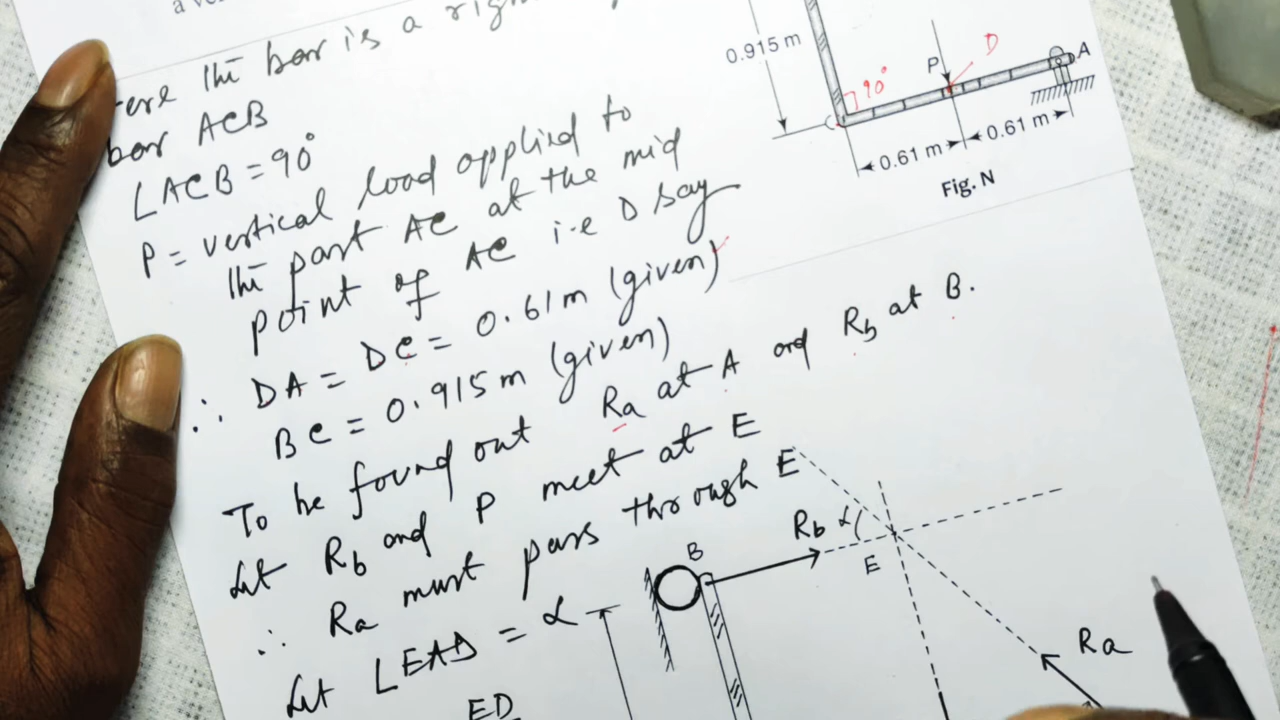 a ve
ere the bar is a rig
bar ACB
∠ACB = 90°
P = vertical load applied to
the part AC at the mid
point of AC i.e D say
∴ DA = DC = 0.61m (given)
BC = 0.915m (given)
To be found out Ra at A and Rb at B.
Let Rb and P meet at E
∴ Ra must pass through E
Let ∠EAD = α
ED
0.915 m
90°
P
D
A
0.61 m
0.61 m
Fig. N
B
Rb
α
E
Ra